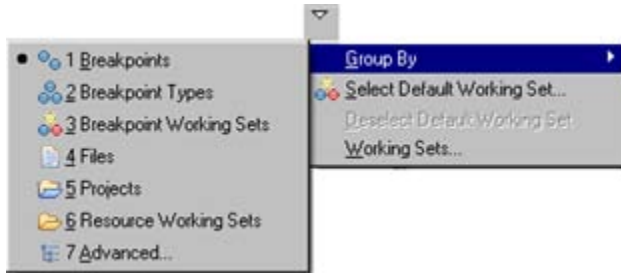 Group By
Select Default Working Set...
Deselect Default Working Set
Working Sets...
1 Breakpoints
2 Breakpoint Types
3 Breakpoint Working Sets
4 Files
5 Projects
6 Resource Working Sets
7 Advanced...